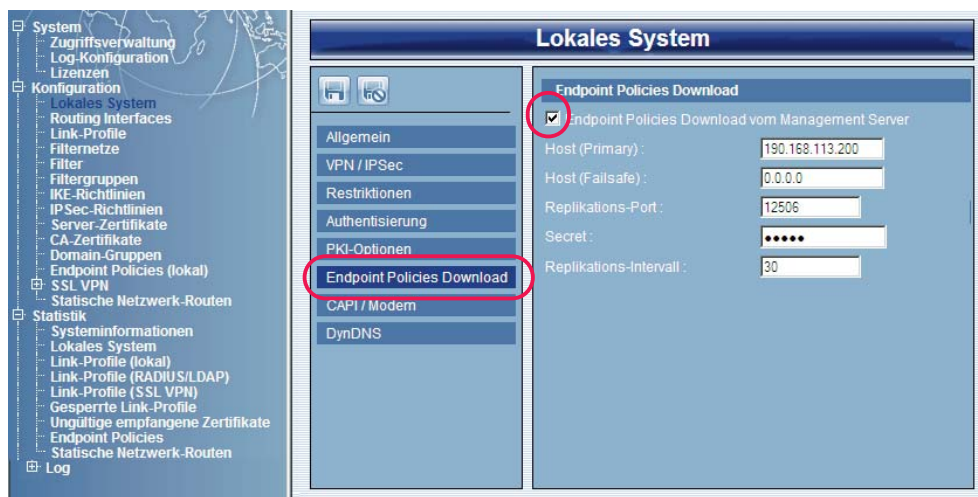 System
Zugriffsverwaltung
Log-Konfiguration
Lizenzen
Konfiguration
Lokales System
Routing Interfaces
Link-Profile
Filternetze
Filter
Filtergruppen
IKE-Richtlinien
IPSec-Richtlinien
Server-Zertifikate
CA-Zertifikate
Domain-Gruppen
Endpoint Policies (lokal)
SSL VPN
Statische Netzwerk-Routen
Statistik
Systeminformationen
Lokales System
Link-Profile (lokal)
Link-Profile (RADIUS/LDAP)
Link-Profile (SSL VPN)
Gesperrte Link-Profile
Ungültige empfangene Zertifikate
Endpoint Policies
Statische Netzwerk-Routen
Log
Lokales System
Allgemein
VPN / IPSec
Restriktionen
Authentisierung
PKI-Optionen
Endpoint Policies Download
CAPI / Modem
DynDNS
Endpoint Policies Download
Endpoint Policies Download vom Management Server
Host (Primary) : 190.168.113.200
Host (Failsafe) : 0.0.0.0
Replikations-Port : 12506
Secret : •••••
Replikations-Intervall : 30